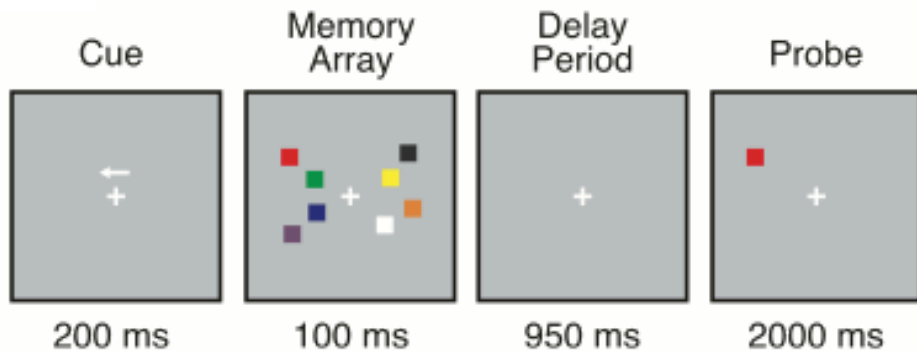 Cue
Memory
Array
Delay
Period
Probe
200 ms
100 ms
950 ms
2000 ms